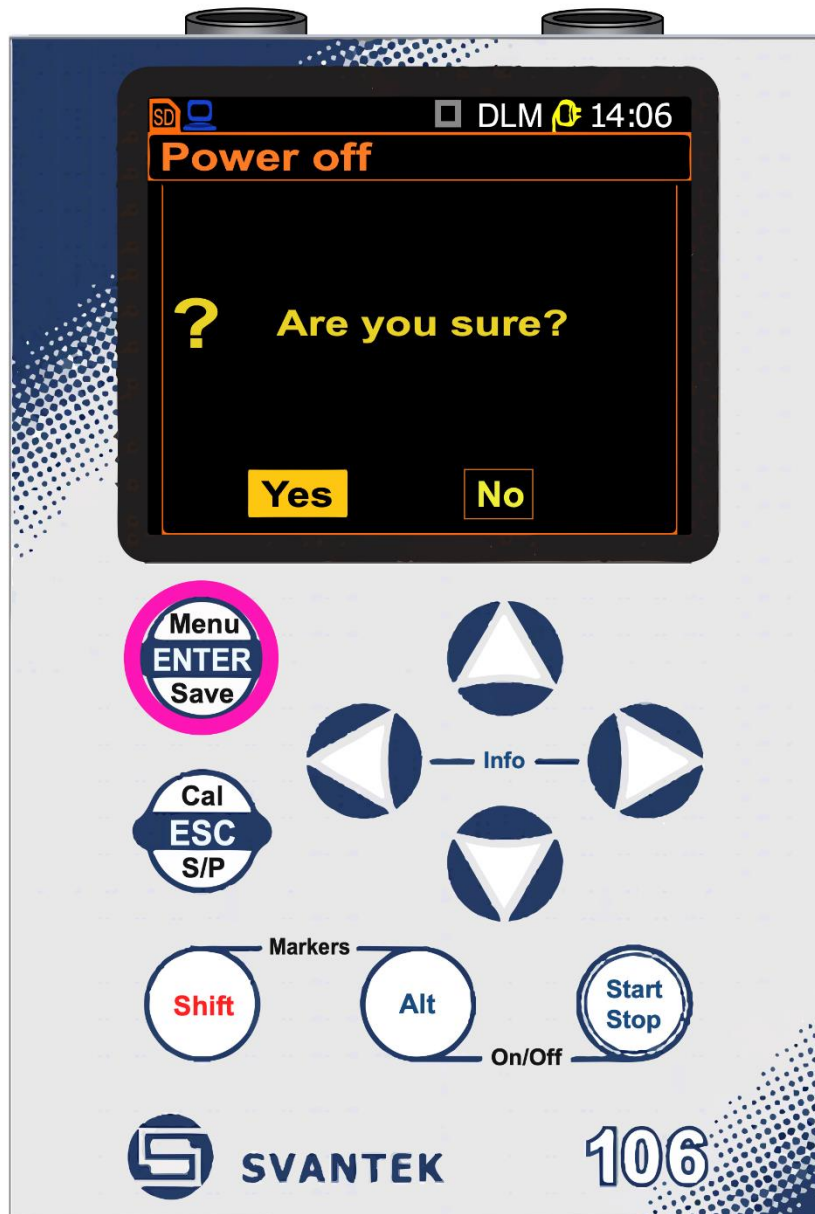 SD DLM 14:06
Power off
? Are you sure?
Yes No
Menu
ENTER
Save
Info
Cal
ESC
S/P
Markers
Shift Alt Start
Stop
On/Off
SVANTEK 106